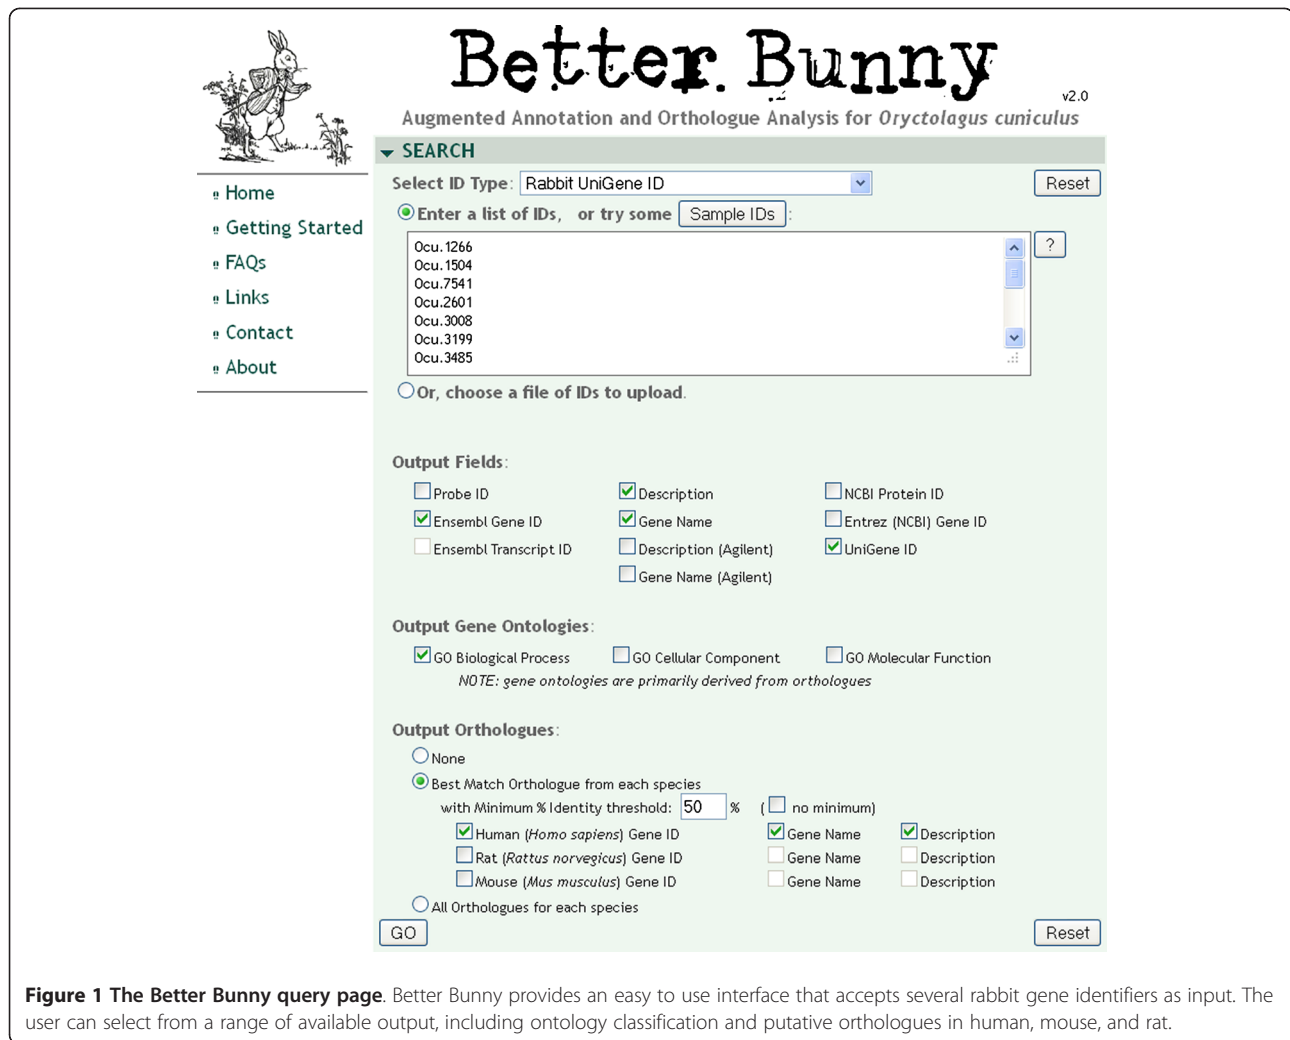 Better Bunny
v2.0
Augmented Annotation and Orthologue Analysis for Oryctolagus cuniculus
Home
Getting Started
FAQs
Links
Contact
About
SEARCH
Select ID Type: Rabbit UniGene ID Reset
Enter a list of IDs, or try some Sample IDs :
Ocu.1266
Ocu.1504
Ocu.7541
Ocu.2601
Ocu.3008
Ocu.3199
Ocu.3485
?
Or, choose a file of IDs to upload.
Output Fields:
Probe ID Description NCBI Protein ID
Ensembl Gene ID Gene Name Entrez (NCBI) Gene ID
Ensembl Transcript ID Description (Agilent) UniGene ID
Gene Name (Agilent)
Output Gene Ontologies:
GO Biological Process GO Cellular Component GO Molecular Function
NOTE: gene ontologies are primarily derived from orthologues
Output Orthologues:
None
Best Match Orthologue from each species
with Minimum % Identity threshold: 50 % ( no minimum)
Human (Homo sapiens) Gene ID Gene Name Description
Rat (Rattus norvegicus) Gene ID Gene Name Description
Mouse (Mus musculus) Gene ID Gene Name Description
All Orthologues for each species
GO Reset
Figure 1 The Better Bunny query page. Better Bunny provides an easy to use interface that accepts several rabbit gene identifiers as input. The
user can select from a range of available output, including ontology classification and putative orthologues in human, mouse, and rat.